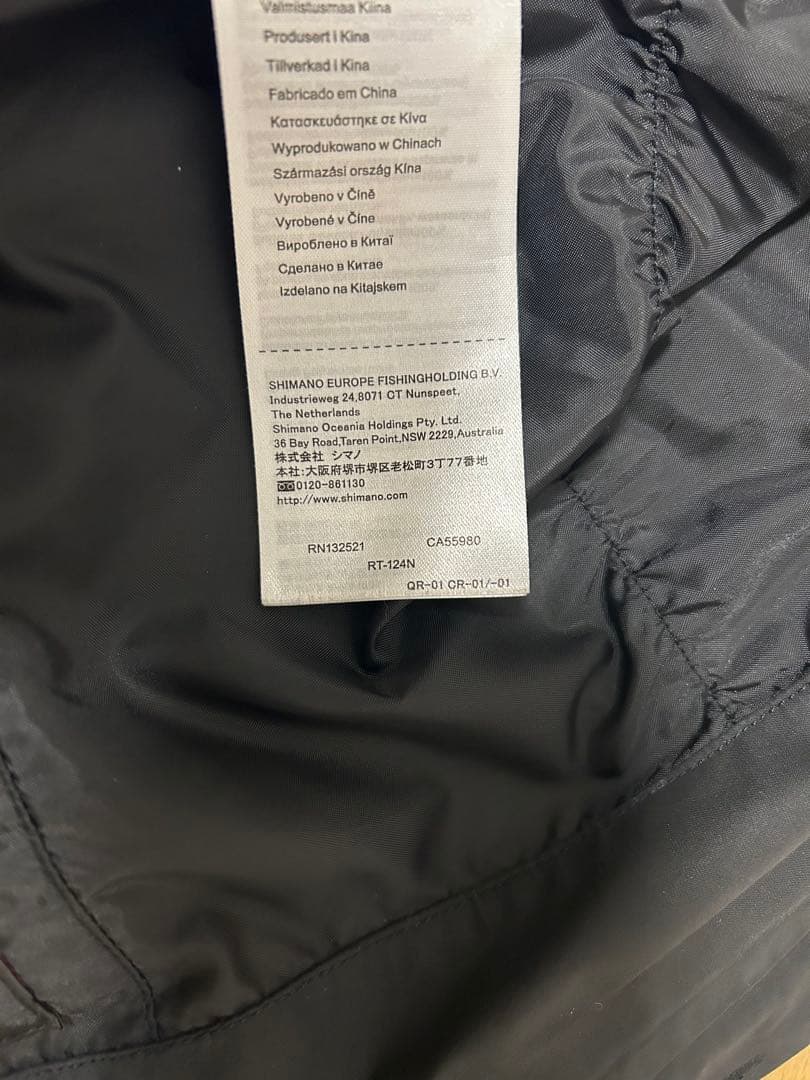 Valmistusmaa Kiina
Produsert i Kina
Tillverkad i Kina
Fabricado em China
Κατασκευάστηκε σε Κίνα
Wyprodukowano w Chinach
Származási ország Kína
Vyrobeno v Číně
Vyrobené v Číne
Вироблено в Китаї
Сделано в Китае
Izdelano na Kitajskem
SHIMANO EUROPE FISHINGHOLDING B.V.
Industrieweg 24,8071 CT Nunspeet,
The Netherlands
Shimano Oceania Holdings Pty. Ltd.
36 Bay Road,Taren Point,NSW 2229,Australia
株式会社 シマノ
本社:大阪府堺市堺区老松町3丁77番地
0120-861130
http://www.shimano.com
RN132521 CA55980
RT-124N
QR-01 CR-01/-01